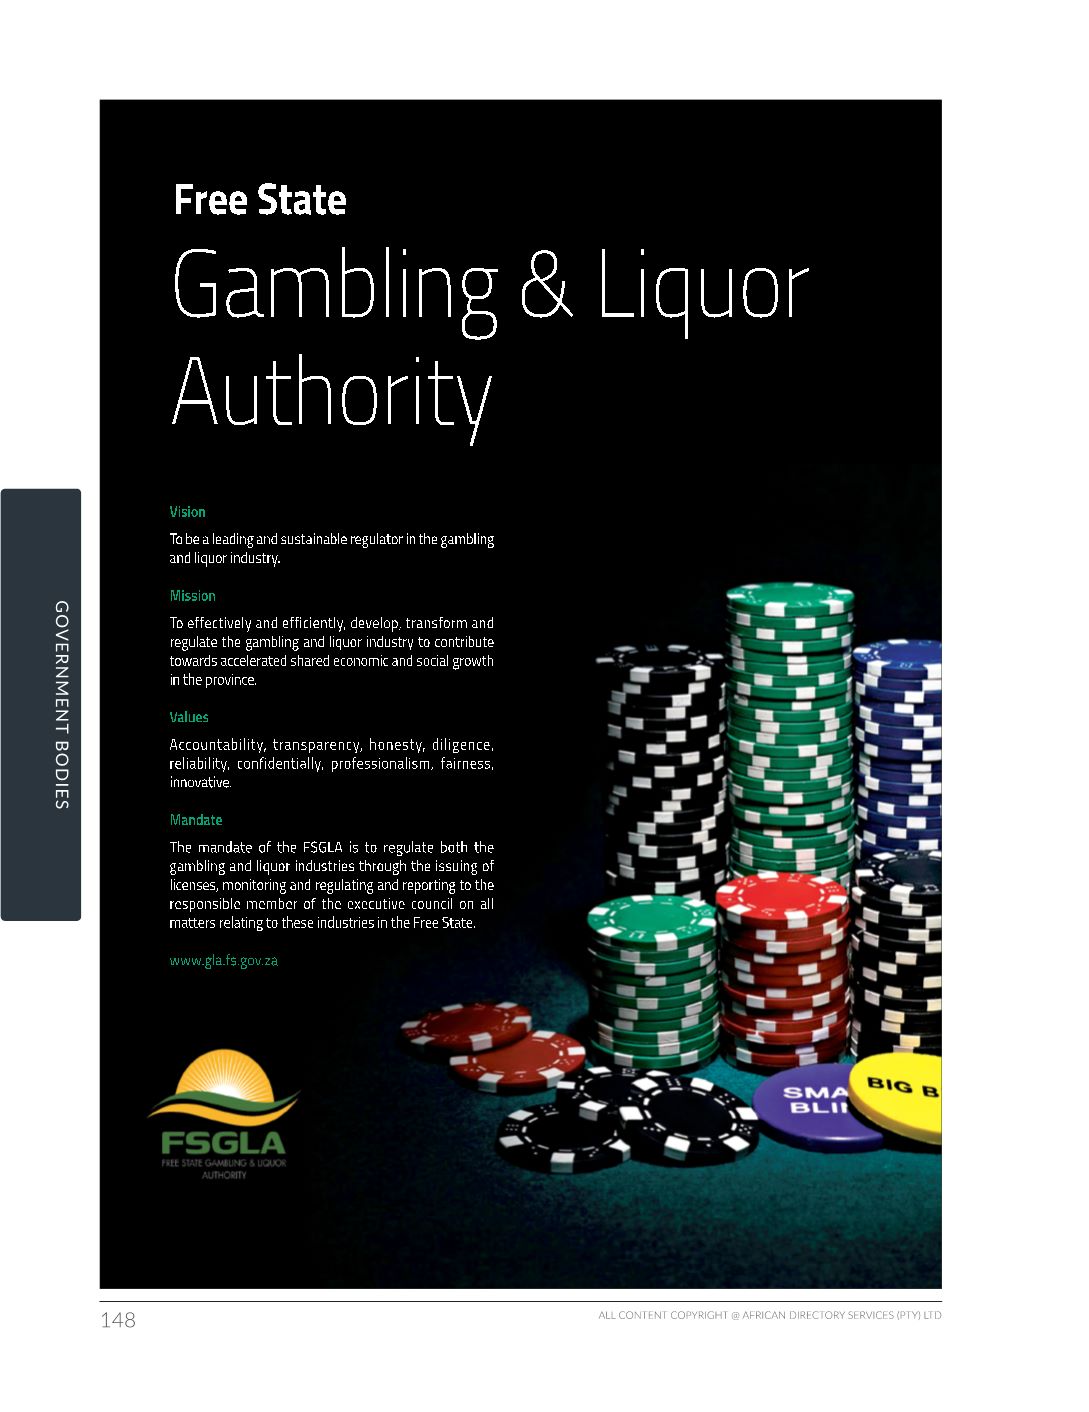 Free State
Gambling & Liquor
Authority
Vision
To be a leading and sustainable regulator in the gambling
and liquor industry.
Mission
To effectively and efficiently, develop, transform and
regulate the gambling and liquor industry to contribute
towards accelerated shared economic and social growth
in the province.
Values
Accountability, transparency, honesty, diligence,
reliability, confidentially, professionalism, fairness,
innovative.
Mandate
The mandate of the FSGLA is to regulate both the
gambling and liquor industries through the issuing of
licenses, monitoring and regulating and reporting to the
responsible member of the executive council on all
matters relating to these industries in the Free State.
www.gla.fs.gov.za
GOVERNMENT BODIES
SMA
BLI
BIG B
FSGLA
FREE STATE GAMBLING & LIQUOR
AUTHORITY
148
ALL CONTENT COPYRIGHT @ AFRICAN DIRECTORY SERVICES (PTY) LTD